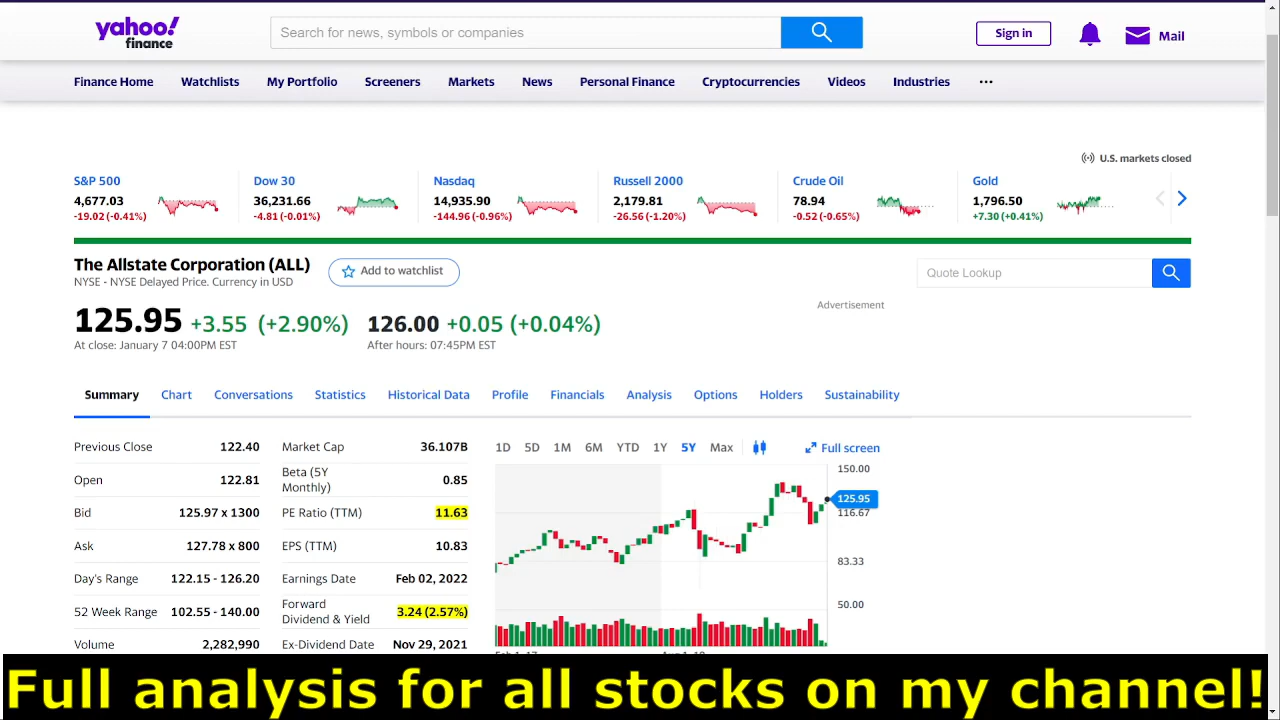 yahoo!
finance
Search for news, symbols or companies
Sign in
Mail
Finance Home Watchlists My Portfolio Screeners Markets News Personal Finance Cryptocurrencies Videos Industries ...
U.S. markets closed
S&P 500 Dow 30 Nasdaq Russell 2000 Crude Oil Gold
4,677.03 36,231.66 14,935.90 2,179.81 78.94 1,796.50
-19.02 (-0.41%) -4.81 (-0.01%) -144.96 (-0.96%) -26.56 (-1.20%) -0.52 (-0.65%) +7.30 (+0.41%)
The Allstate Corporation (ALL) Add to watchlist
Quote Lookup
NYSE - NYSE Delayed Price. Currency in USD
Advertisement
125.95 +3.55 (+2.90%) 126.00 +0.05 (+0.04%)
At close: January 7 04:00PM EST After hours: 07:45PM EST
Summary Chart Conversations Statistics Historical Data Profile Financials Analysis Options Holders Sustainability
Previous Close 122.40
Open 122.81
Bid 125.97 x 1300
Ask 127.78 x 800
Day's Range 122.15 - 126.20
52 Week Range 102.55 - 140.00
Volume 2,282,990
Market Cap 36.107B
Beta (5Y
Monthly) 0.85
PE Ratio (TTM) 11.63
EPS (TTM) 10.83
Earnings Date Feb 02, 2022
Forward
Dividend & Yield 3.24 (2.57%)
Ex-Dividend Date Nov 29, 2021
1D 5D 1M 6M YTD 1Y 5Y Max Full screen
150.00
125.95
116.67
83.33
50.00
Full analysis for all stocks on my channel!